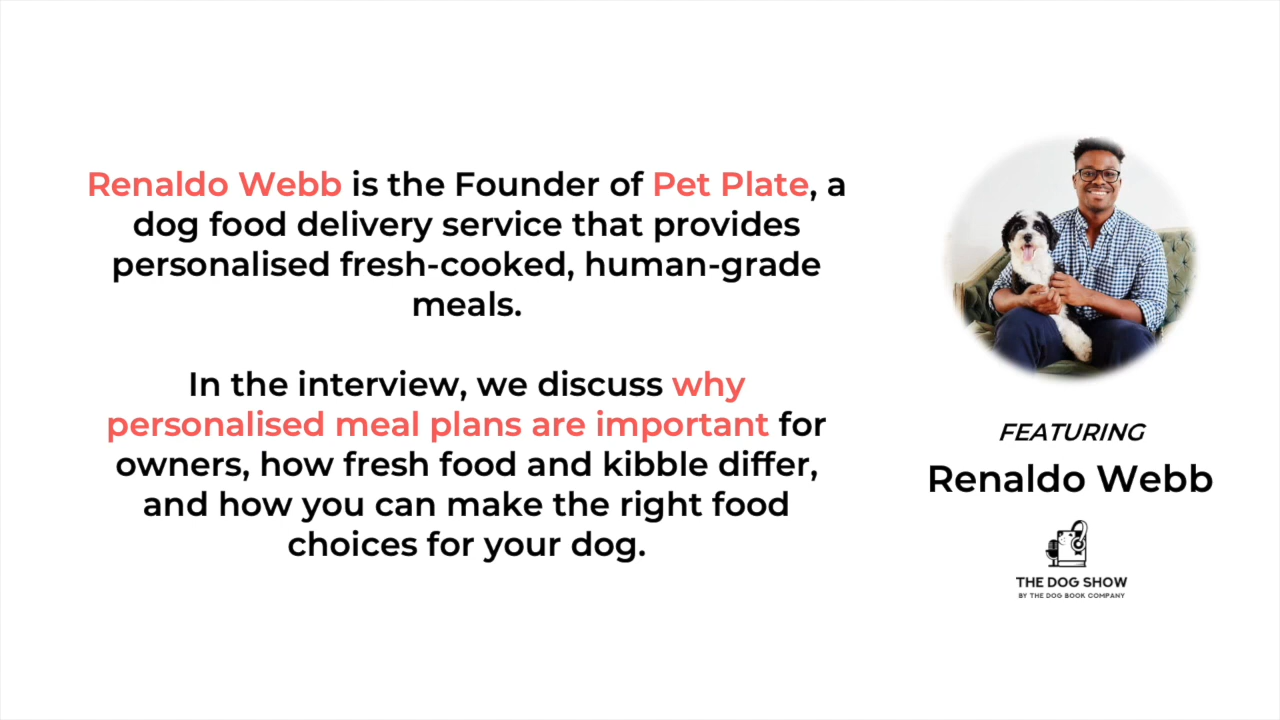 Renaldo Webb is the Founder of Pet Plate, a
dog food delivery service that provides
personalised fresh-cooked, human-grade
meals.
In the interview, we discuss why
personalised meal plans are important for
owners, how fresh food and kibble differ,
and how you can make the right food
choices for your dog.
FEATURING
Renaldo Webb
THE DOG SHOW
BY THE DOG BOOK COMPANY